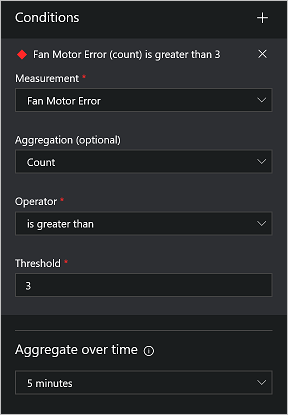 Conditions
Fan Motor Error (count) is greater than 3
Measurement *
Fan Motor Error
Aggregation (optional)
Count
Operator *
is greater than
Threshold *
3
Aggregate over time
5 minutes